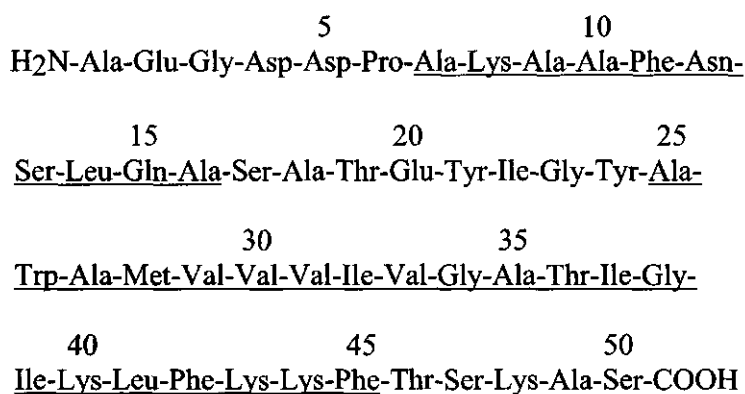 5 10
H2N-Ala-Glu-Gly-Asp-Asp-Pro-Ala-Lys-Ala-Ala-Phe-Asn-
15 20 25
Ser-Leu-Gln-Ala-Ser-Ala-Thr-Glu-Tyr-Ile-Gly-Tyr-Ala-
30 35
Trp-Ala-Met-Val-Val-Val-Ile-Val-Gly-Ala-Thr-Ile-Gly-
40 45 50
Ile-Lys-Leu-Phe-Lys-Lys-Phe-Thr-Ser-Lys-Ala-Ser-COOH